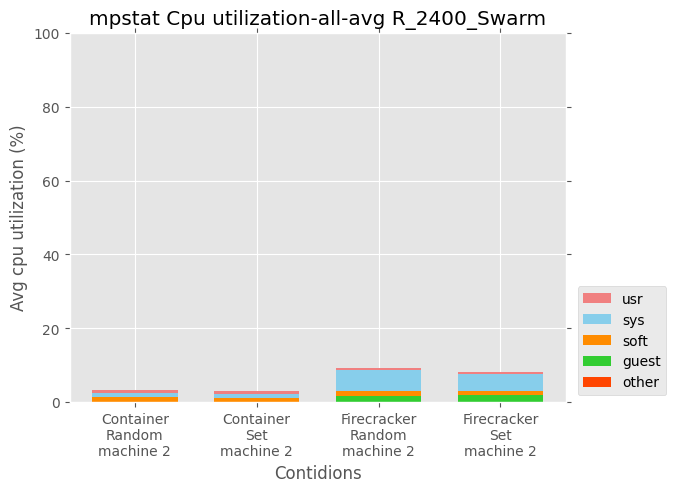 mpstat Cpu utilization-all-avg R_2400_Swarm
Avg cpu utilization (%)
100
80
60
40
20
0
Container
Random
machine 2
Container
Set
machine 2
Firecracker
Random
machine 2
Firecracker
Set
machine 2
Contidions
usr
sys
soft
guest
other